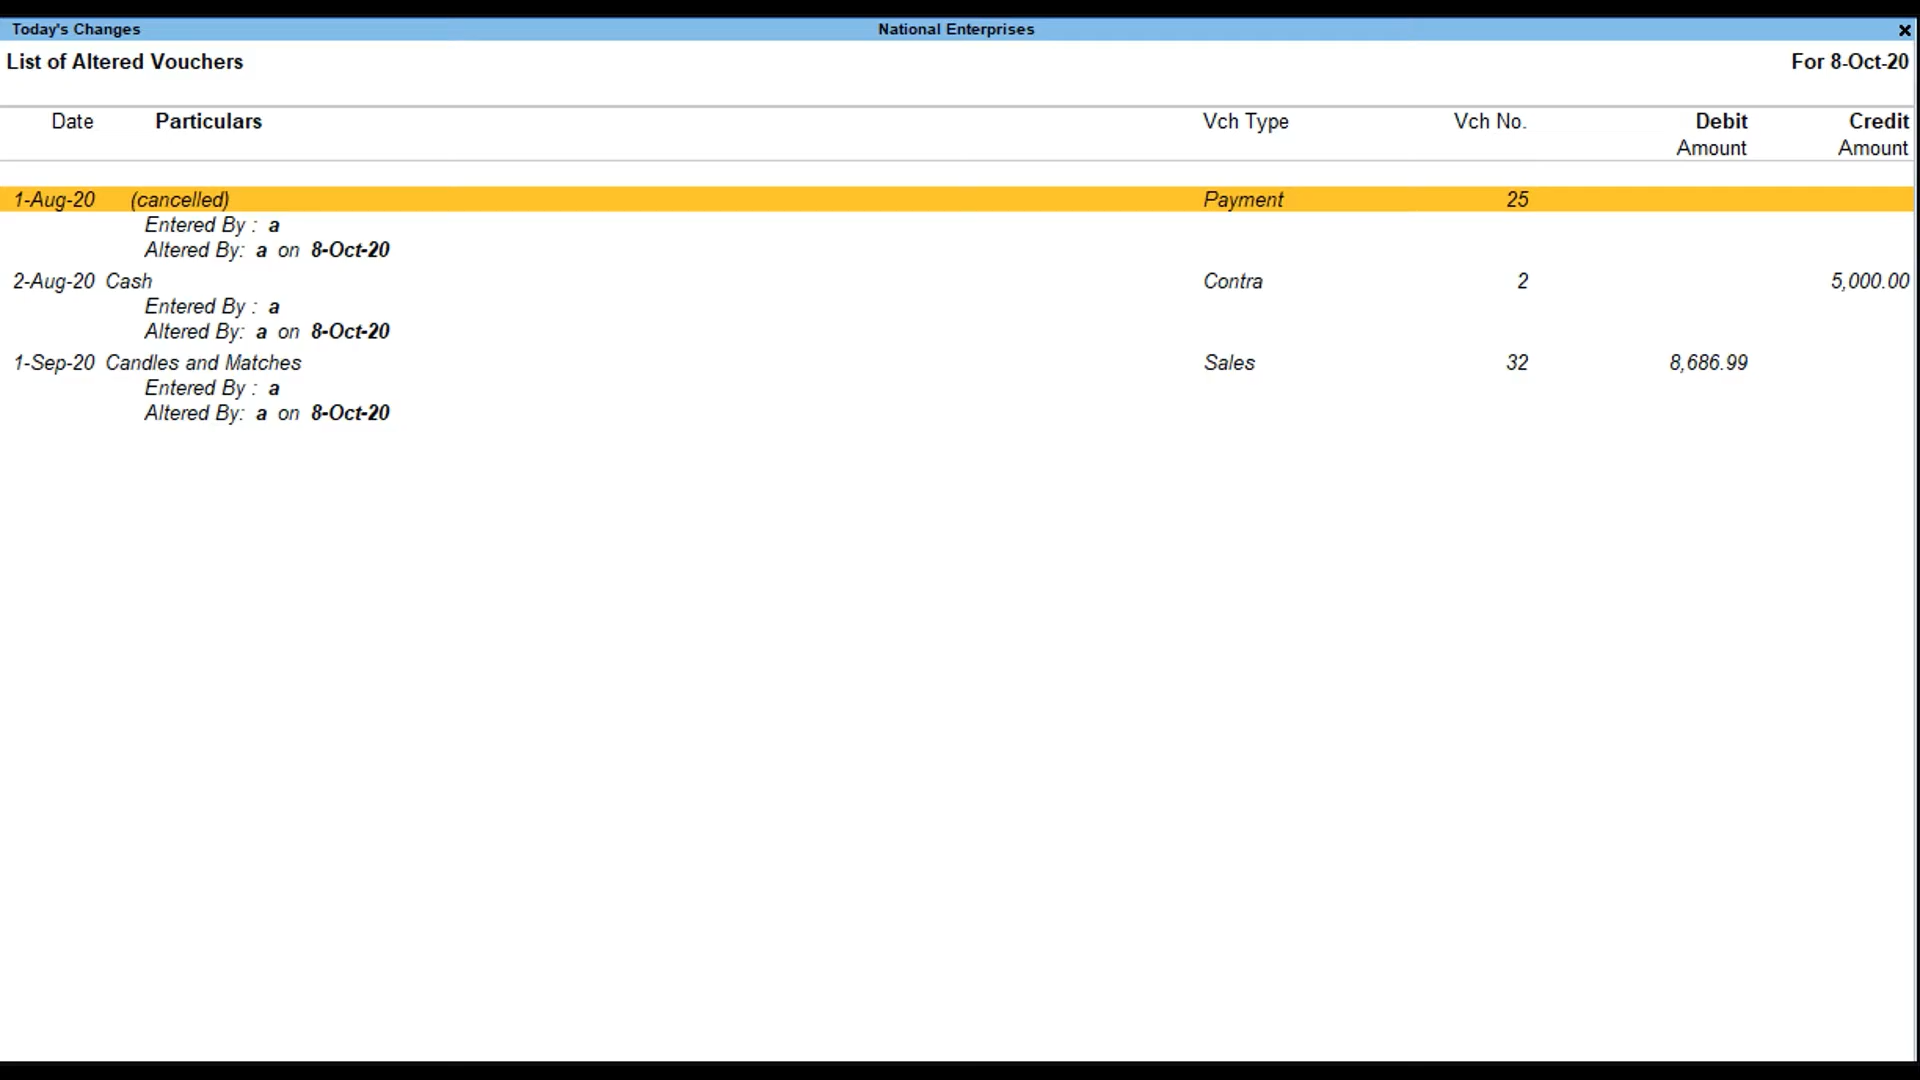 Today's Changes National Enterprises
List of Altered Vouchers For 8-Oct-20
Date Particulars Vch Type Vch No. Debit Credit
Amount Amount
1-Aug-20 (cancelled) Payment 25
Entered By : a
Altered By: a on 8-Oct-20
2-Aug-20 Cash Contra 2 5,000.00
Entered By : a
Altered By: a on 8-Oct-20
1-Sep-20 Candles and Matches Sales 32 8,686.99
Entered By : a
Altered By: a on 8-Oct-20